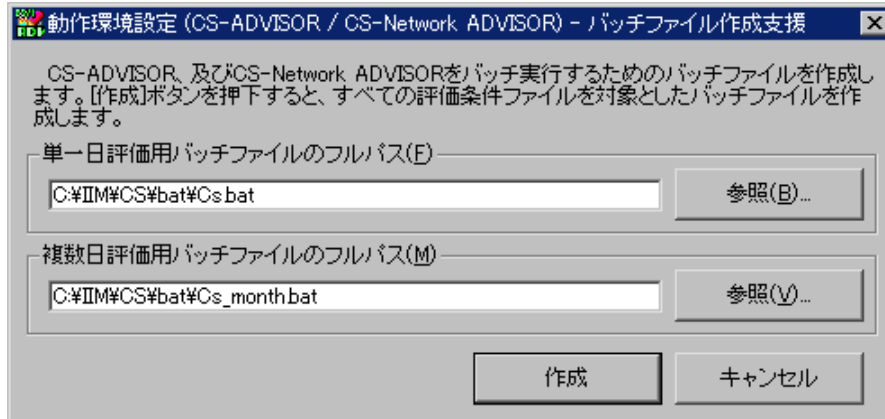 動作環境設定 (CS-ADVISOR / CS-Network ADVISOR) - バッチファイル作成支援
CS-ADVISOR、及びCS-Network ADVISORをバッチ実行するためのバッチファイルを作成し
ます。[作成]ボタンを押下すると、すべての評価条件ファイルを対象としたバッチファイルを作
成します。
単一日評価用バッチファイルのフルパス(F)
C:¥IIM¥CS¥bat¥Cs.bat
参照(B)...
複数日評価用バッチファイルのフルパス(M)
C:¥IIM¥CS¥bat¥Cs_month.bat
参照(V)...
作成
キャンセル